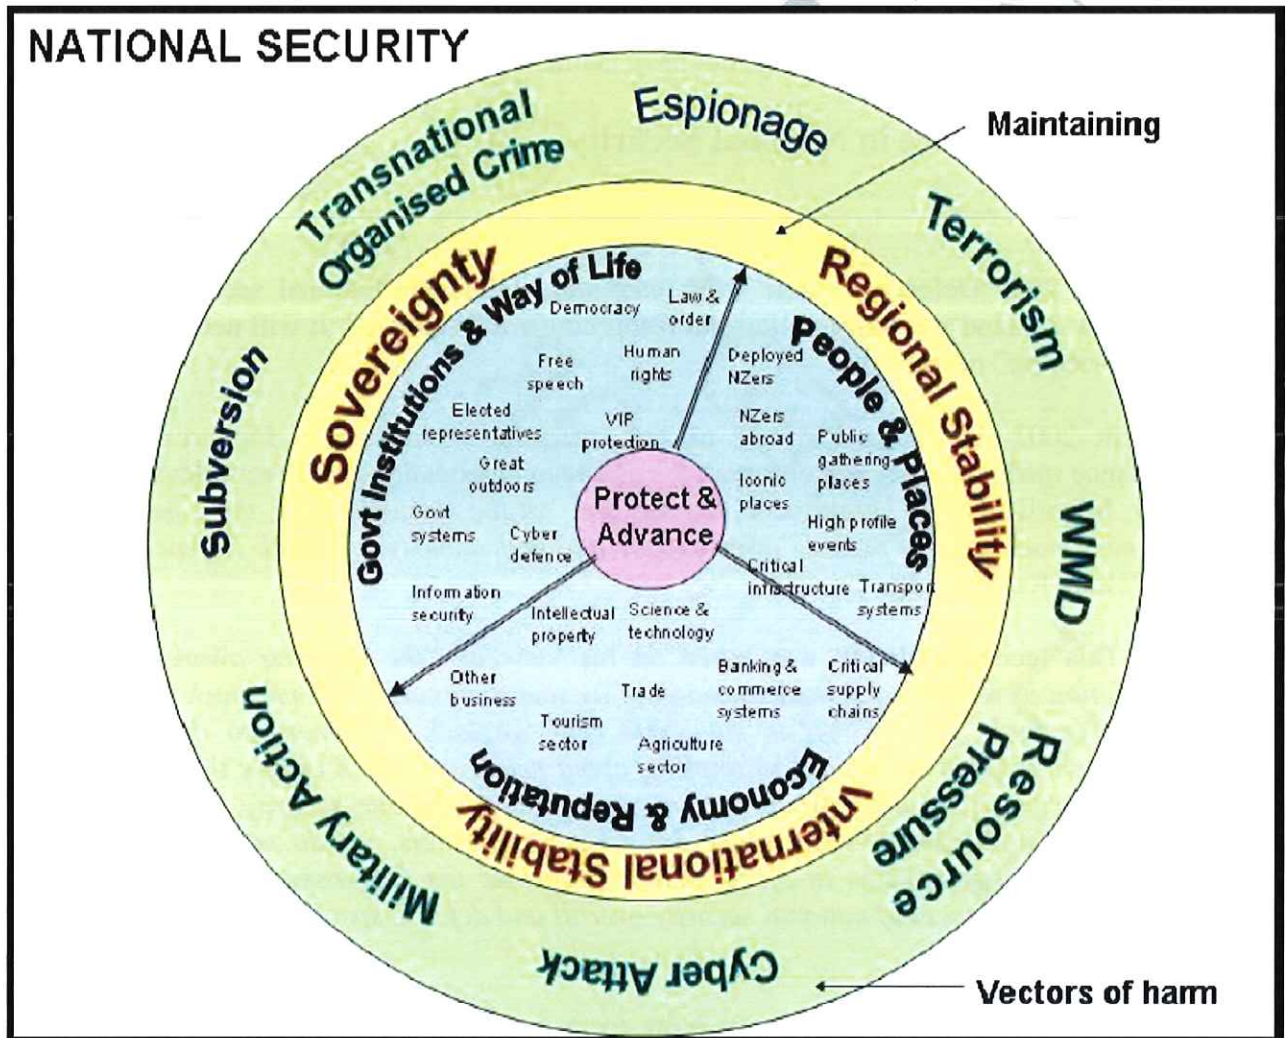 NATIONAL SECURITY
Espionage
Transnational
Organised Crime
Maintaining
Terrorism
Sovereignty
Regional Stability
Govt Institutions & Way of Life
People & Places
Democracy
Law &
order
Free
speech
Human
rights
Deployed
NZers
Elected
representatives
VIP
protection
NZers
abroad
Public
gathering
places
Great
outdoors
Iconic
places
Protect &
Advance
Govt
systems
Cyber
defence
High profile
events
Subversion
WMD
Critical
infrastructure
Transport
systems
Information
security
Intellectual
property
Science &
technology
Other
business
Trade
Banking &
commerce
systems
Critical
supply
chains
Tourism
sector
Agriculture
sector
Economy & Reputation
International Stability
Military Action
Resource
Pressure
Cyber Attack
Vectors of harm